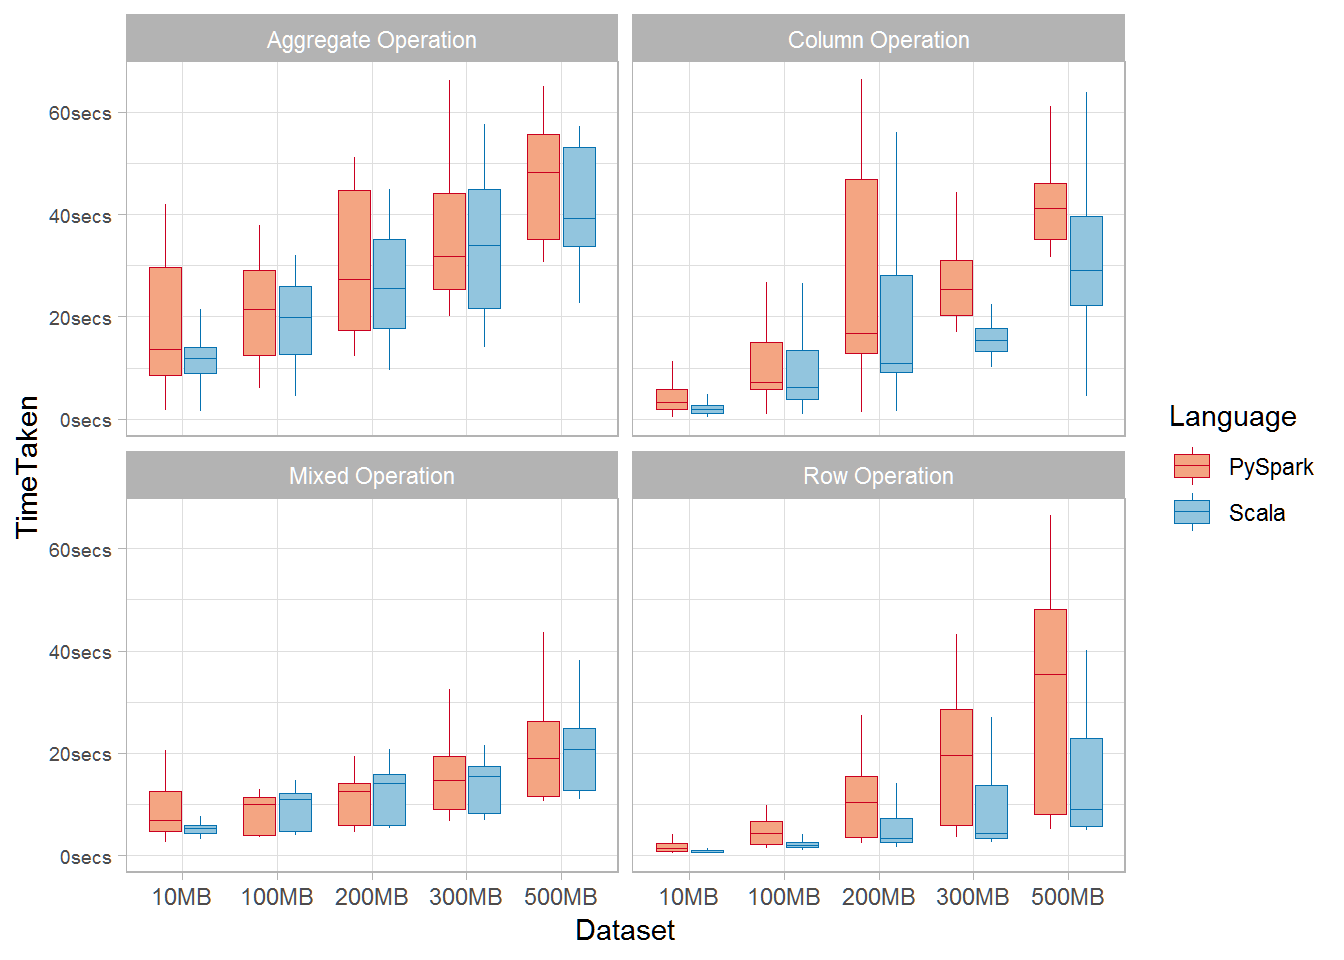 Aggregate Operation
Column Operation
60secs
40secs
20secs
0secs
TimeTaken
Mixed Operation
Row Operation
60secs
40secs
20secs
0secs
10MB 100MB 200MB 300MB 500MB
10MB 100MB 200MB 300MB 500MB
Dataset
Language
PySpark
Scala